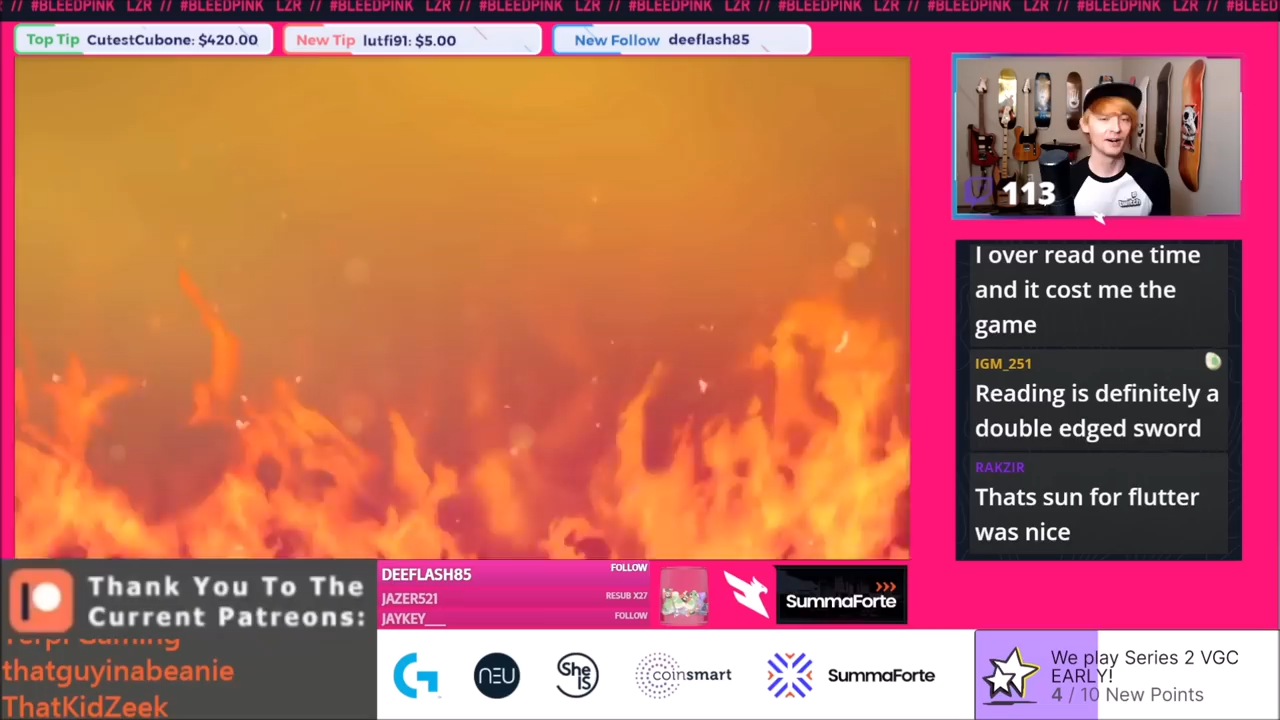 // #BLEEDPINK LZR // #BLEEDPINK LZR // #BLEEDPINK LZR // #BLEEDPINK LZR // #BLEEDPINK LZR // #BLEEDPINK LZR // #BLEEDPINK LZR // #BLEEDPINK LZR // #BLEED
Top Tip CutestCubone: $420.00
New Tip lutfi91: $5.00
New Follow deeflash85
113
I over read one time
and it cost me the
game
IGM_251
Reading is definitely a
double edged sword
RAKZIR
Thats sun for flutter
was nice
Thank You To The
Current Patreons:
thatguyinabeanie
ThatKidZeek
DEEFLASH85 FOLLOW
JAZER521 RESUB X27
JAYKEY___ FOLLOW
SummaForte
NEU
She
IS
coinsmart
SummaForte
We play Series 2 VGC
EARLY!
4 / 10 New Points